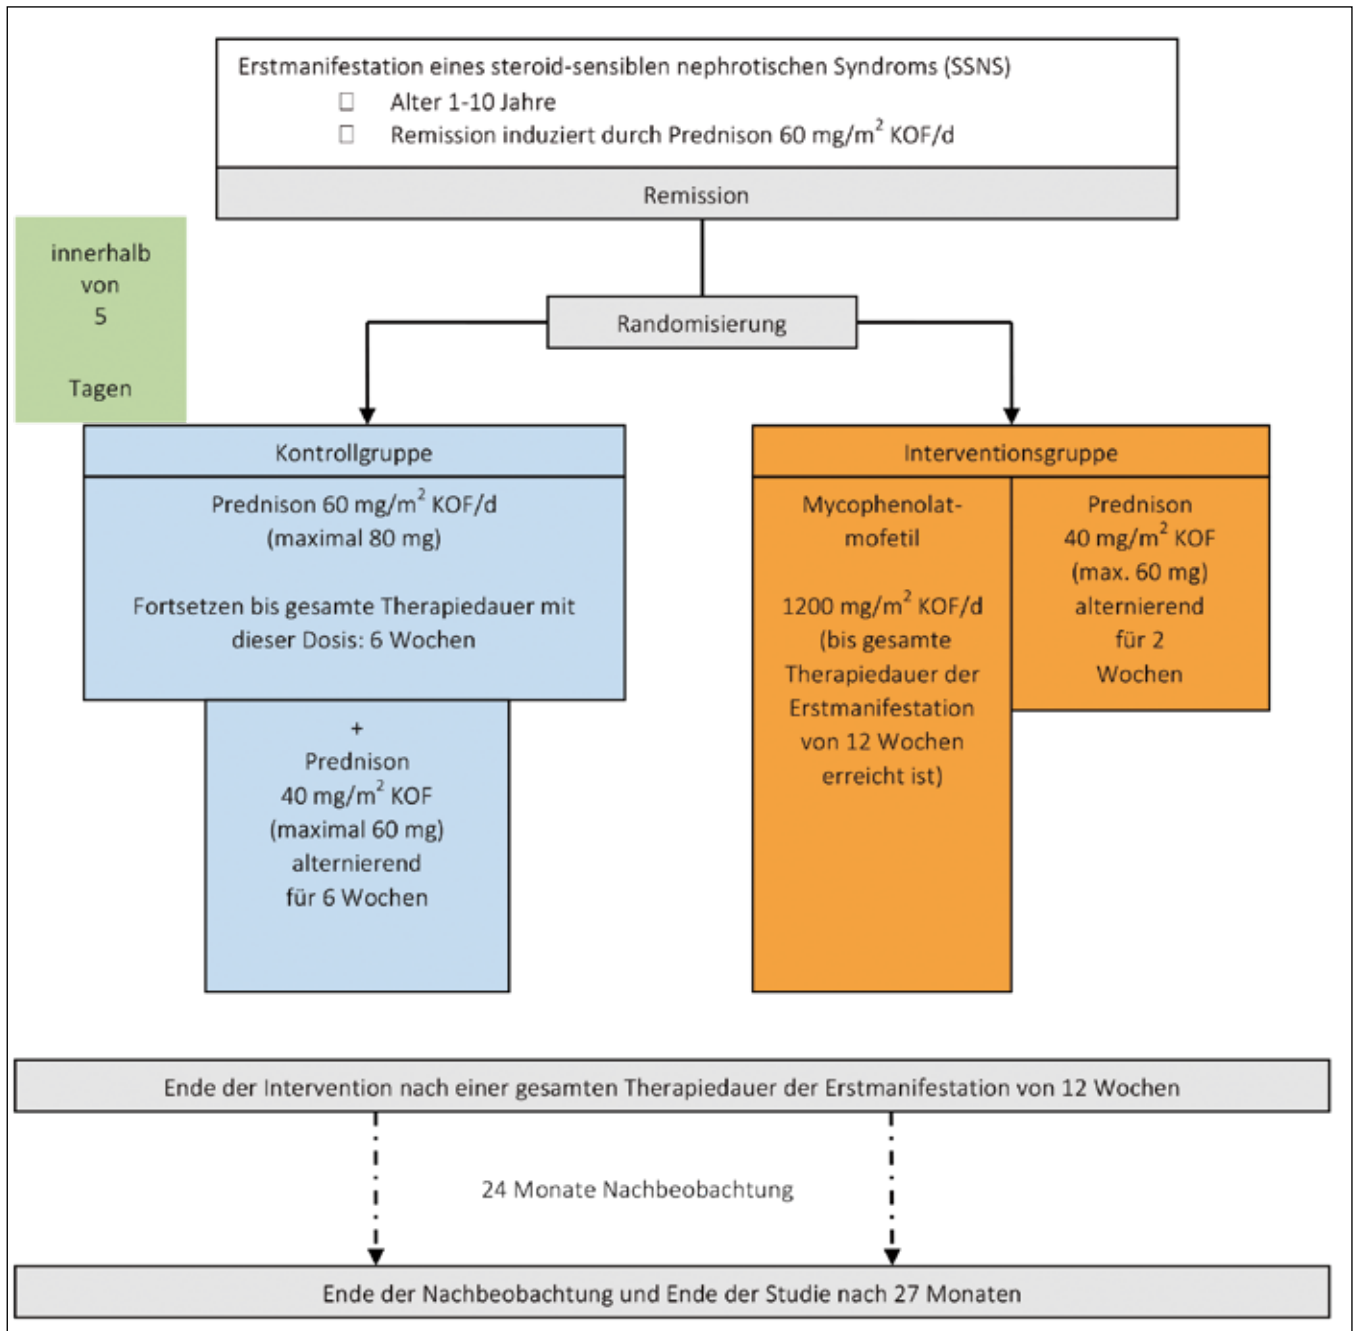 Erstmanifestation eines steroid-sensiblen nephrotischen Syndroms (SSNS)
□ Alter 1-10 Jahre
□ Remission induziert durch Prednison 60 mg/m² KOF/d
Remission
innerhalb
von
5
Tagen
Randomisierung
Kontrollgruppe
Prednison 60 mg/m² KOF/d
(maximal 80 mg)
Fortsetzen bis gesamte Therapiedauer mit
dieser Dosis: 6 Wochen
+
Prednison
40 mg/m² KOF
(maximal 60 mg)
alternierend
für 6 Wochen
Interventionsgruppe
Mycophenolat-
mofetil
1200 mg/m² KOF/d
(bis gesamte
Therapiedauer der
Erstmanifestation
von 12 Wochen
erreicht ist)
Prednison
40 mg/m² KOF
(max. 60 mg)
alternierend
für 2
Wochen
Ende der Intervention nach einer gesamten Therapiedauer der Erstmanifestation von 12 Wochen
24 Monate Nachbeobachtung
Ende der Nachbeobachtung und Ende der Studie nach 27 Monaten